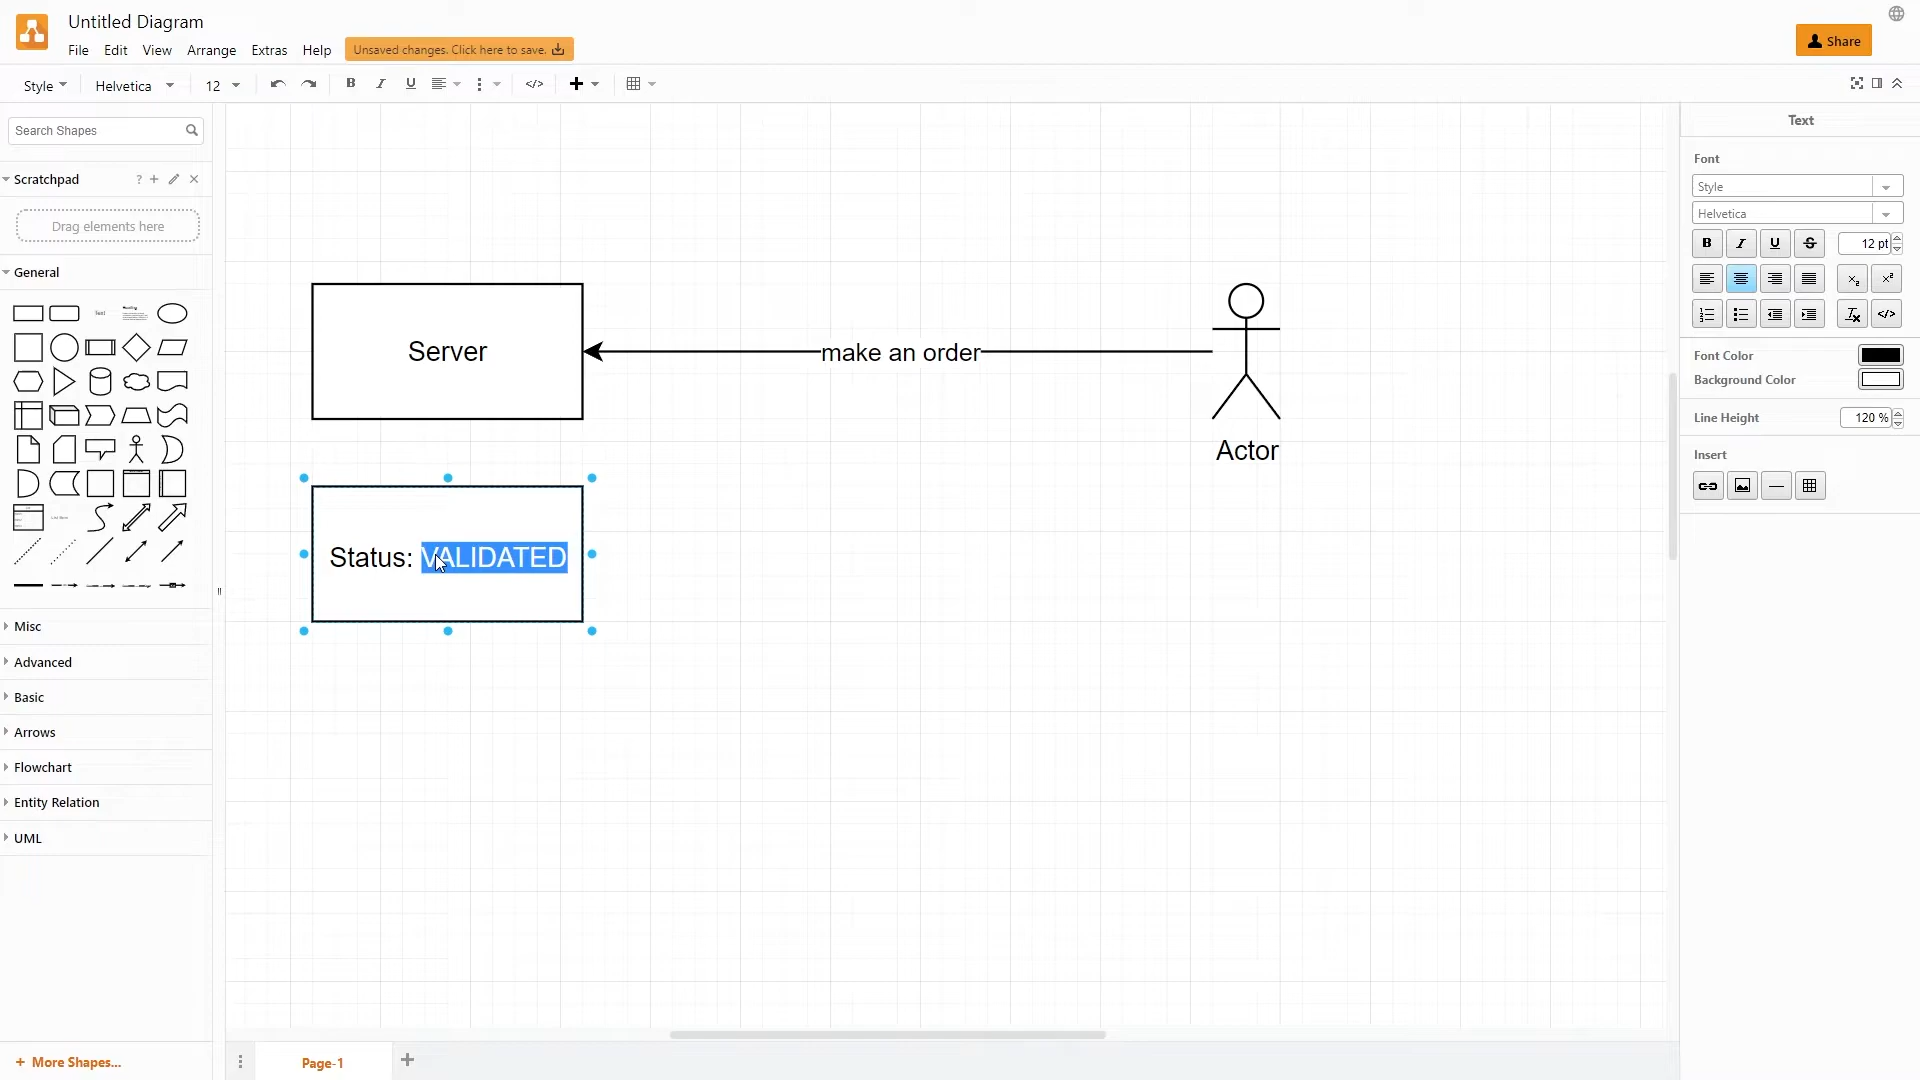 Untitled Diagram
File Edit View Arrange Extras Help Unsaved changes. Click here to save.
Share
Style Helvetica 12 B I U </>
Search Shapes
Scratchpad ? + ×
Drag elements here
General
Text
Misc
Advanced
Basic
Arrows
Flowchart
Entity Relation
UML
+ More Shapes...
Server
make an order
Actor
Status: VALIDATED
Page-1 +
Text
Font
Style
Helvetica
B I U S 12 pt
Font Color
Background Color
Line Height 120 %
Insert